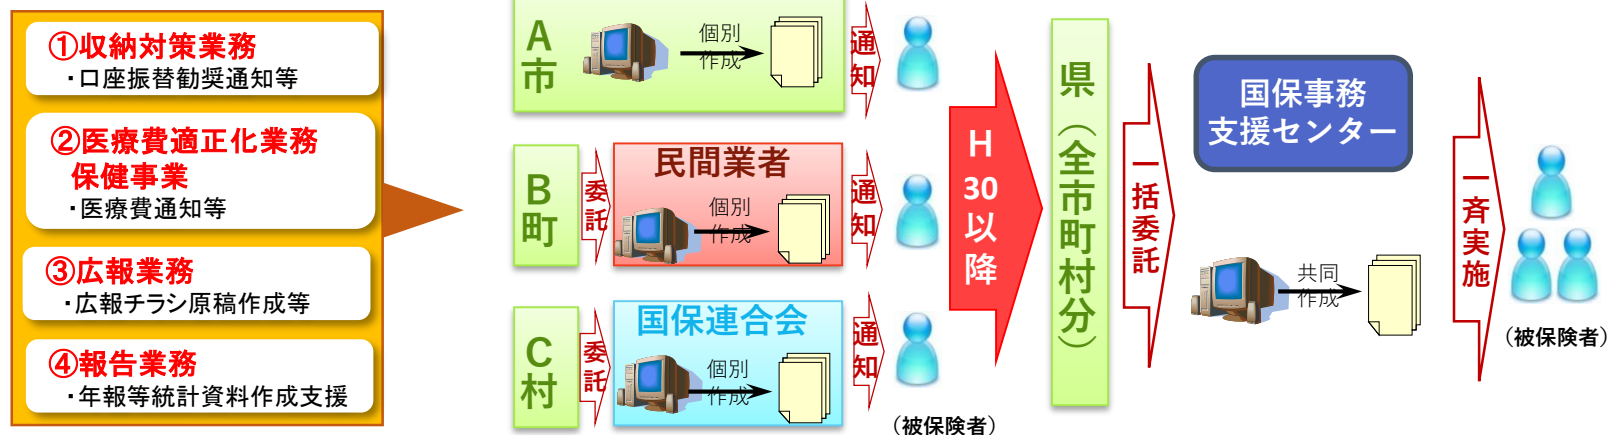 ①収納対策業務
・口座振替勧奨通知等
②医療費適正化業務
保健事業
・医療費通知等
③広報業務
・広報チラシ原稿作成等
④報告業務
・年報等統計資料作成支援
A市
個別
作成
通知
B町
委託
民間業者
個別
作成
通知
C村
委託
国保連合会
個別
作成
通知
（被保険者）
H30以降
県（全市町村分）
一括委託
国保事務
支援センター
共同
作成
一斉実施
（被保険者）